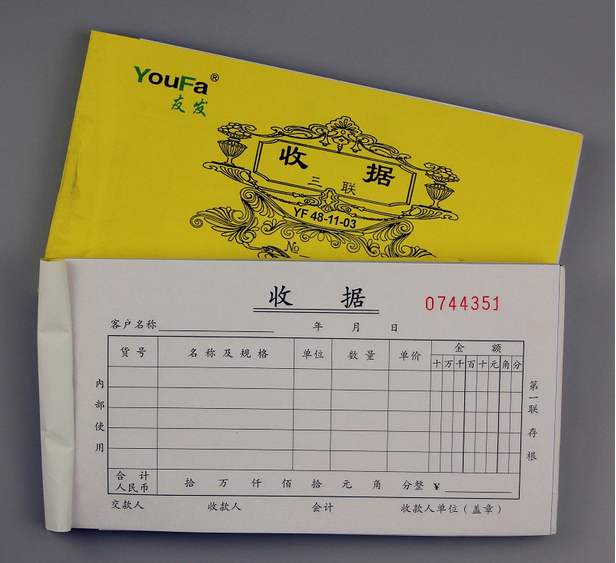 YouFa®
友发
收据
三联
YF 48-11-03
№
收据
0744351
客户名称
年 月 日
货号 名称及规格 单位 数量 单价 金额
十万千百十元角分
内部使用
第一联存根
合计
人民币
拾 万 仟 佰 拾 元 角 分整 ¥
交款人 收款人 会计 收款人单位(盖章)